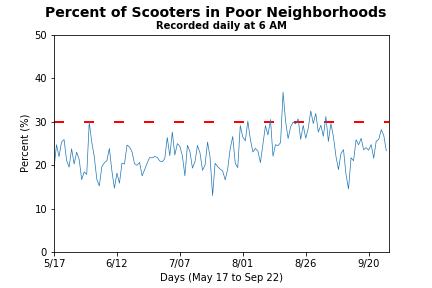 Percent of Scooters in Poor Neighborhoods
Recorded daily at 6 AM
Percent (%)
50
40
30
20
10
0
5/17 6/12 7/07 8/01 8/26 9/20
Days (May 17 to Sep 22)